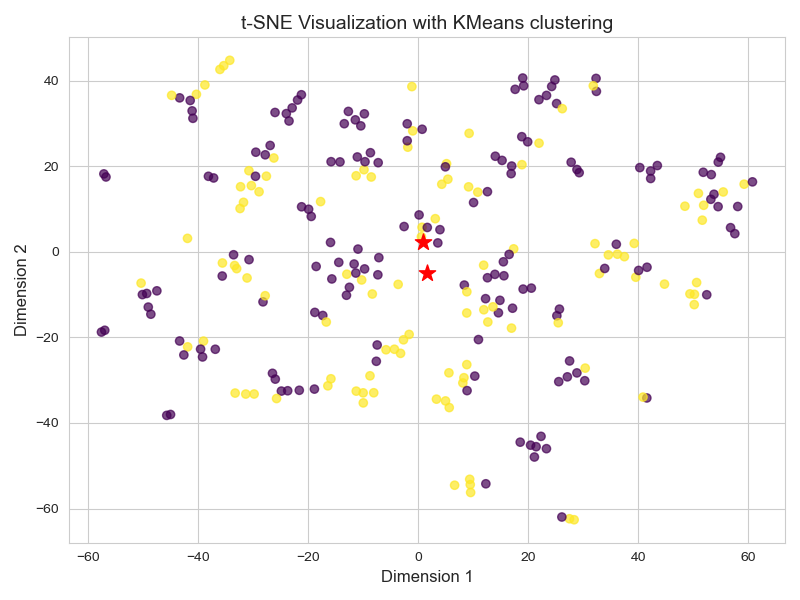 t-SNE Visualization with KMeans clustering
40
20
0
−20
−40
−60
Dimension 2
−60 −40 −20 0 20 40 60
Dimension 1